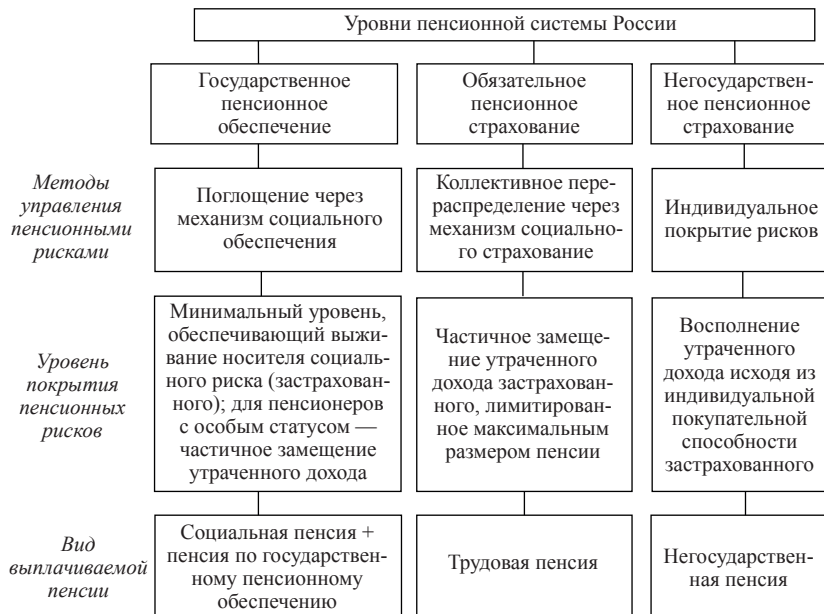 Уровни пенсионной системы России
Государственное
пенсионное
обеспечение
Обязательное
пенсионное
страхование
Негосударствен-
ное пенсионное
страхование
Методы
управления
пенсионными
рисками
Поглощение через
механизм социального
обеспечения
Коллективное пере-
распределение через
механизм социально-
го страхование
Индивидуальное
покрытие рисков
Уровень
покрытия
пенсионных
рисков
Минимальный уровень,
обеспечивающий выжи-
вание носителя социаль-
ного риска (застрахован-
ного); для пенсионеров
с особым статусом —
частичное замещение
утраченного дохода
Частичное замеще-
ние утраченного
дохода застрахован-
ного, лимитирован-
ное максимальным
размером пенсии
Восполнение
утраченного
дохода исходя из
индивидуальной
покупательной
способности
застрахованного
Вид
выплачиваемой
пенсии
Социальная пенсия +
пенсия по государствен-
ному пенсионному
обеспечению
Трудовая пенсия
Негосударствен-
ная пенсия